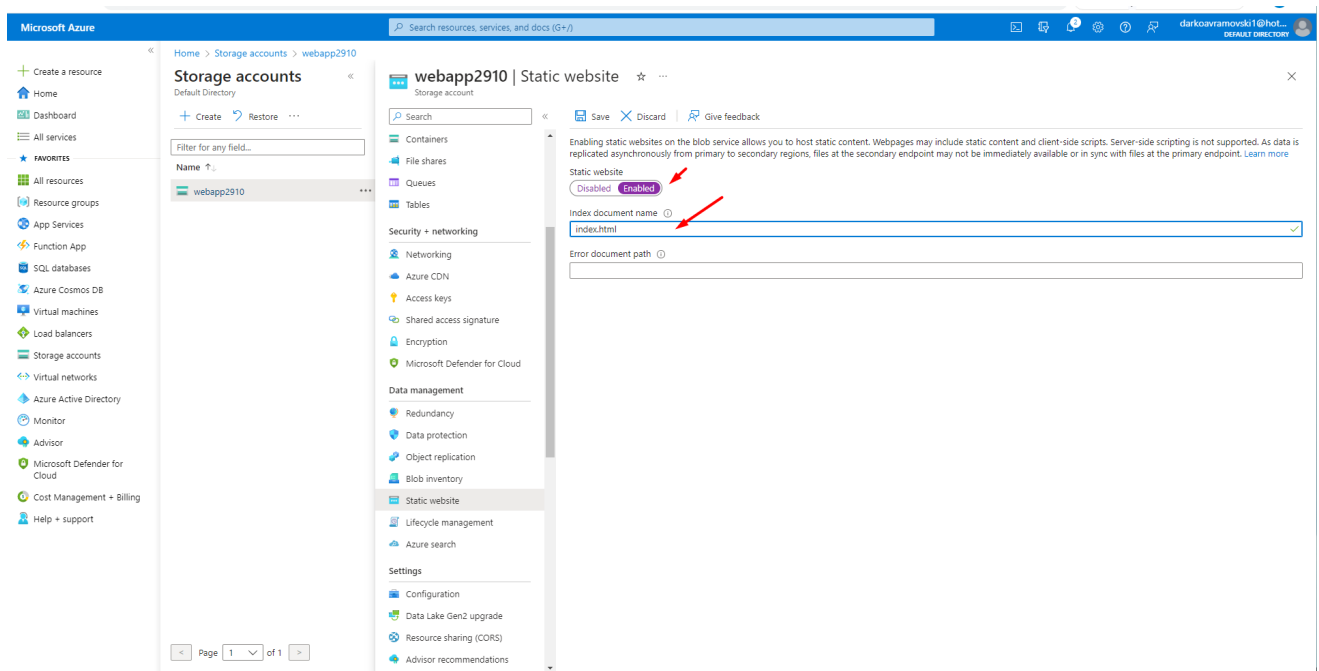 Microsoft Azure
Search resources, services, and docs (G+/)
2
darkoavramovski1@hot...
DEFAULT DIRECTORY
Create a resource
Home
Dashboard
All services
FAVORITES
All resources
Resource groups
App Services
Function App
SQL databases
Azure Cosmos DB
Virtual machines
Load balancers
Storage accounts
Virtual networks
Azure Active Directory
Monitor
Advisor
Microsoft Defender for
Cloud
Cost Management + Billing
Help + support
Home > Storage accounts > webapp2910
Storage accounts
Default Directory
Create Restore ...
Filter for any field...
Name ↑↓
webapp2910 ...
< Page 1 of 1 >
webapp2910 | Static website ...
Storage account
Search
Containers
File shares
Queues
Tables
Security + networking
Networking
Azure CDN
Access keys
Shared access signature
Encryption
Microsoft Defender for Cloud
Data management
Redundancy
Data protection
Object replication
Blob inventory
Static website
Lifecycle management
Azure search
Settings
Configuration
Data Lake Gen2 upgrade
Resource sharing (CORS)
Advisor recommendations
Save Discard Give feedback
Enabling static websites on the blob service allows you to host static content. Webpages may include static content and client-side scripts. Server-side scripting is not supported. As data is
replicated asynchronously from primary to secondary regions, files at the secondary endpoint may not be immediately available or in sync with files at the primary endpoint. Learn more
Static website
Disabled Enabled
Index document name
index.html
Error document path